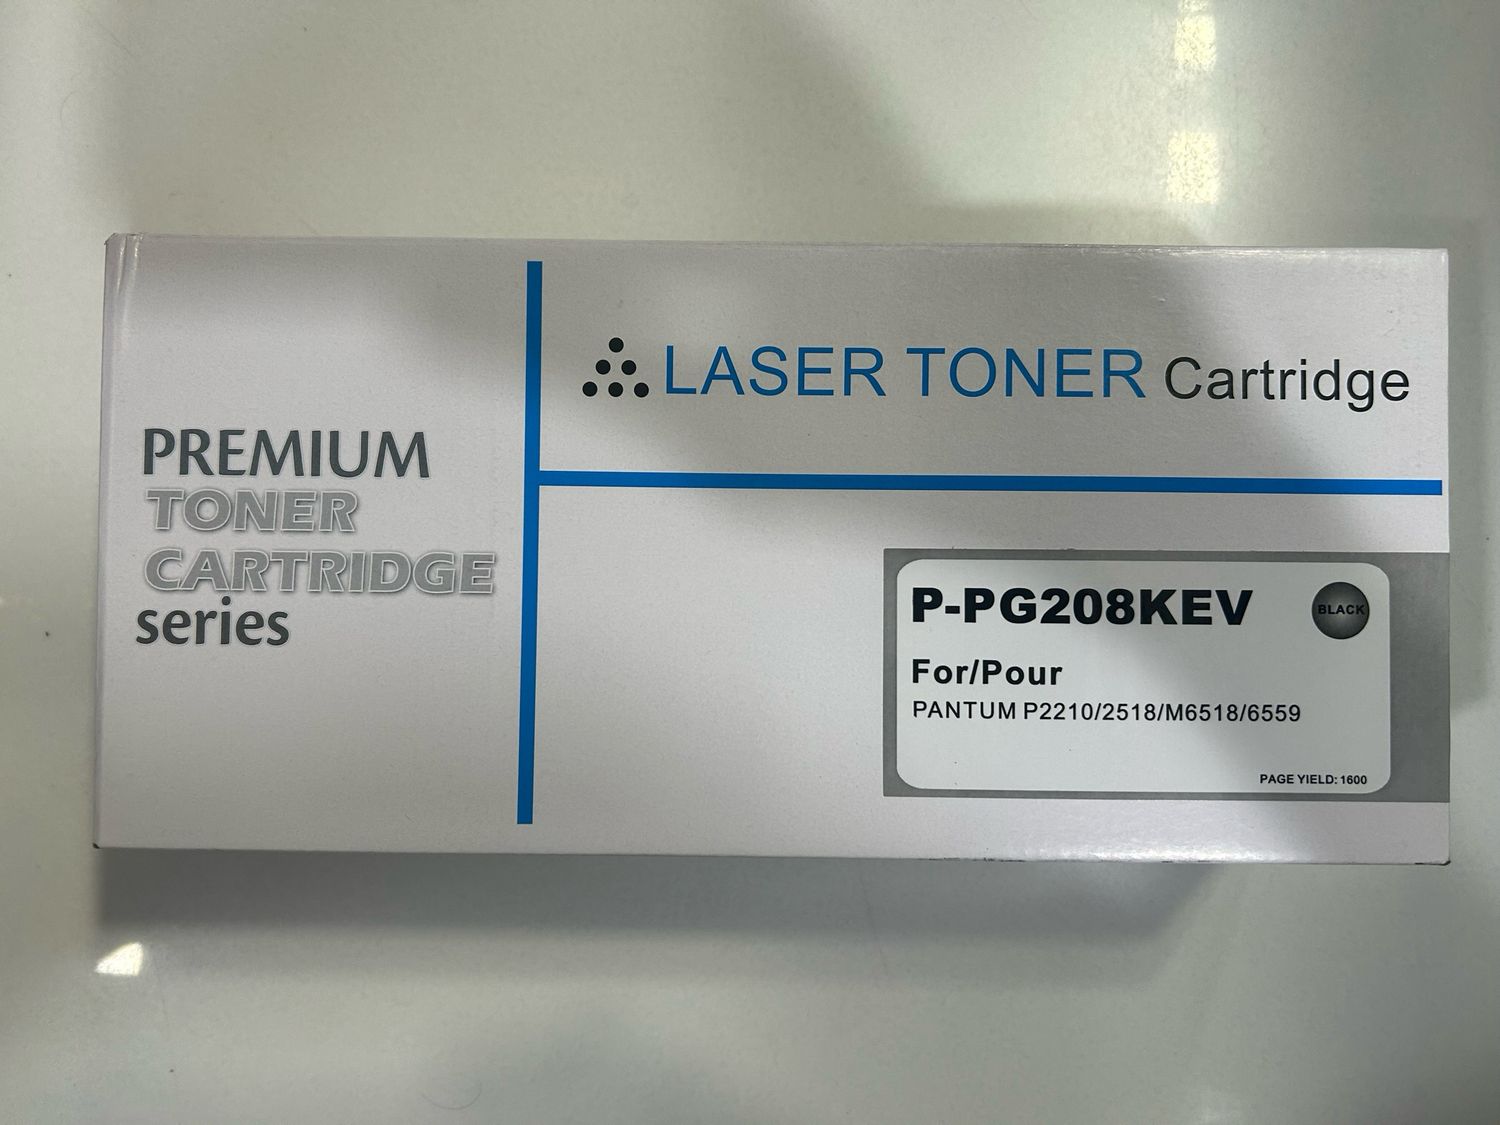 PREMIUM
TONER
CARTRIDGE
series
LASER TONER Cartridge
P-PG208KEV
BLACK
For/Pour
PANTUM P2210/2518/M6518/6559
PAGE YIELD: 1600